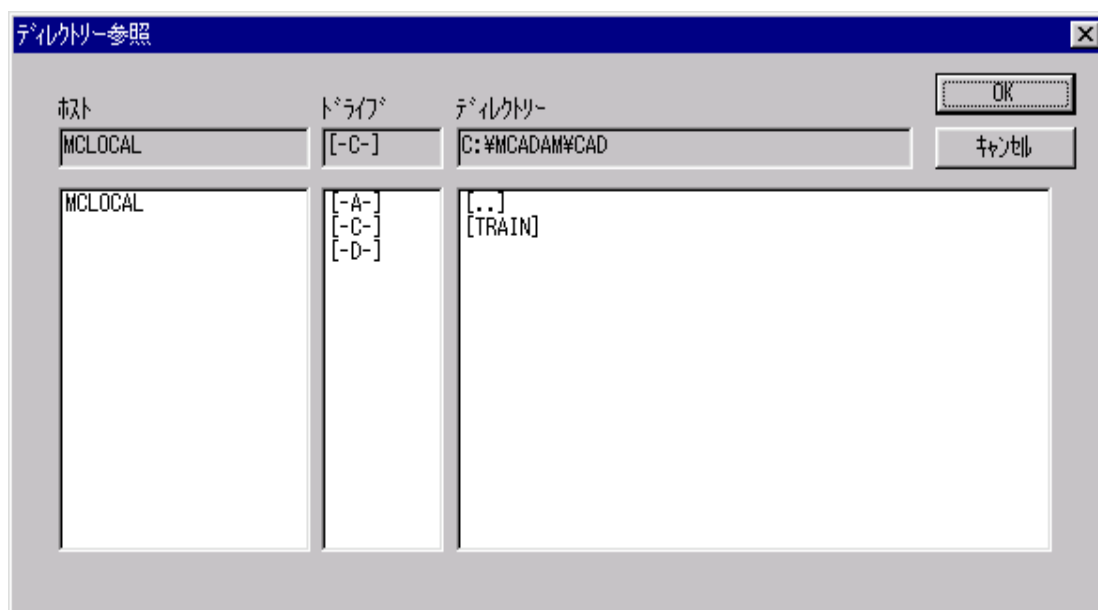 ﾃﾞｨﾚｸﾄﾘｰ参照
ﾎｽﾄ
ﾄﾞﾗｲﾌﾞ
ﾃﾞｨﾚｸﾄﾘｰ
OK
MCLOCAL
[-C-]
C:¥MCADAM¥CAD
ｷｬﾝｾﾙ
MCLOCAL
[-A-]
[-C-]
[-D-]
[..]
[TRAIN]